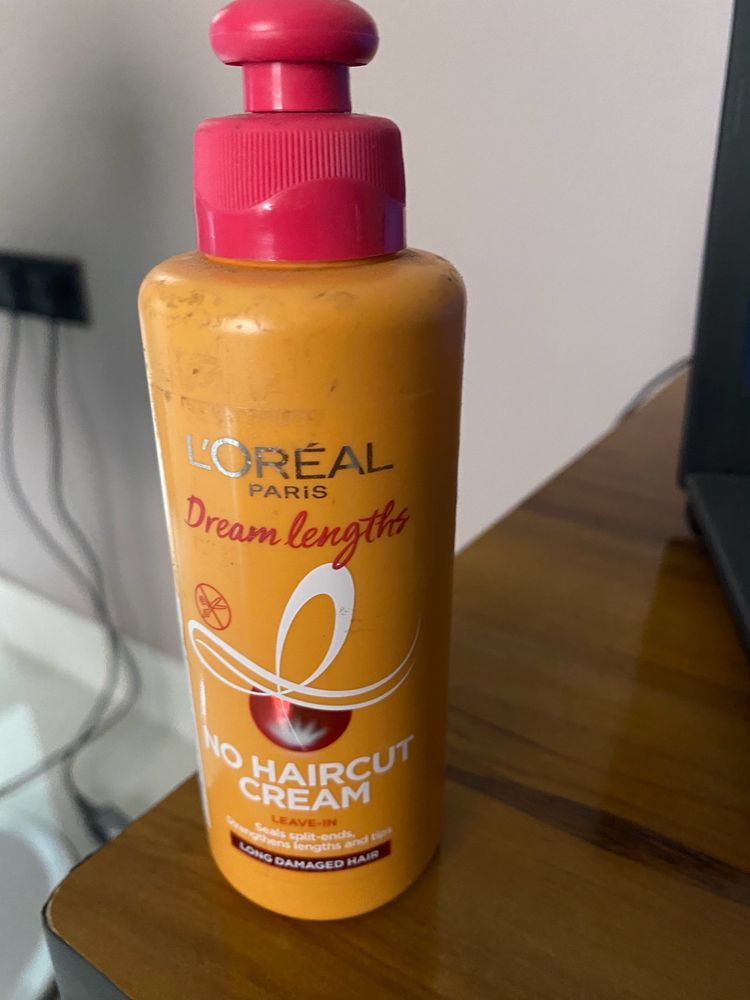 L'ORÉAL
PARiS
Dream lengths
NO HAIRCUT
CREAM
LEAVE-IN
Seals split-ends,
Strengthens lengths and tips
LONG DAMAGED HAIR